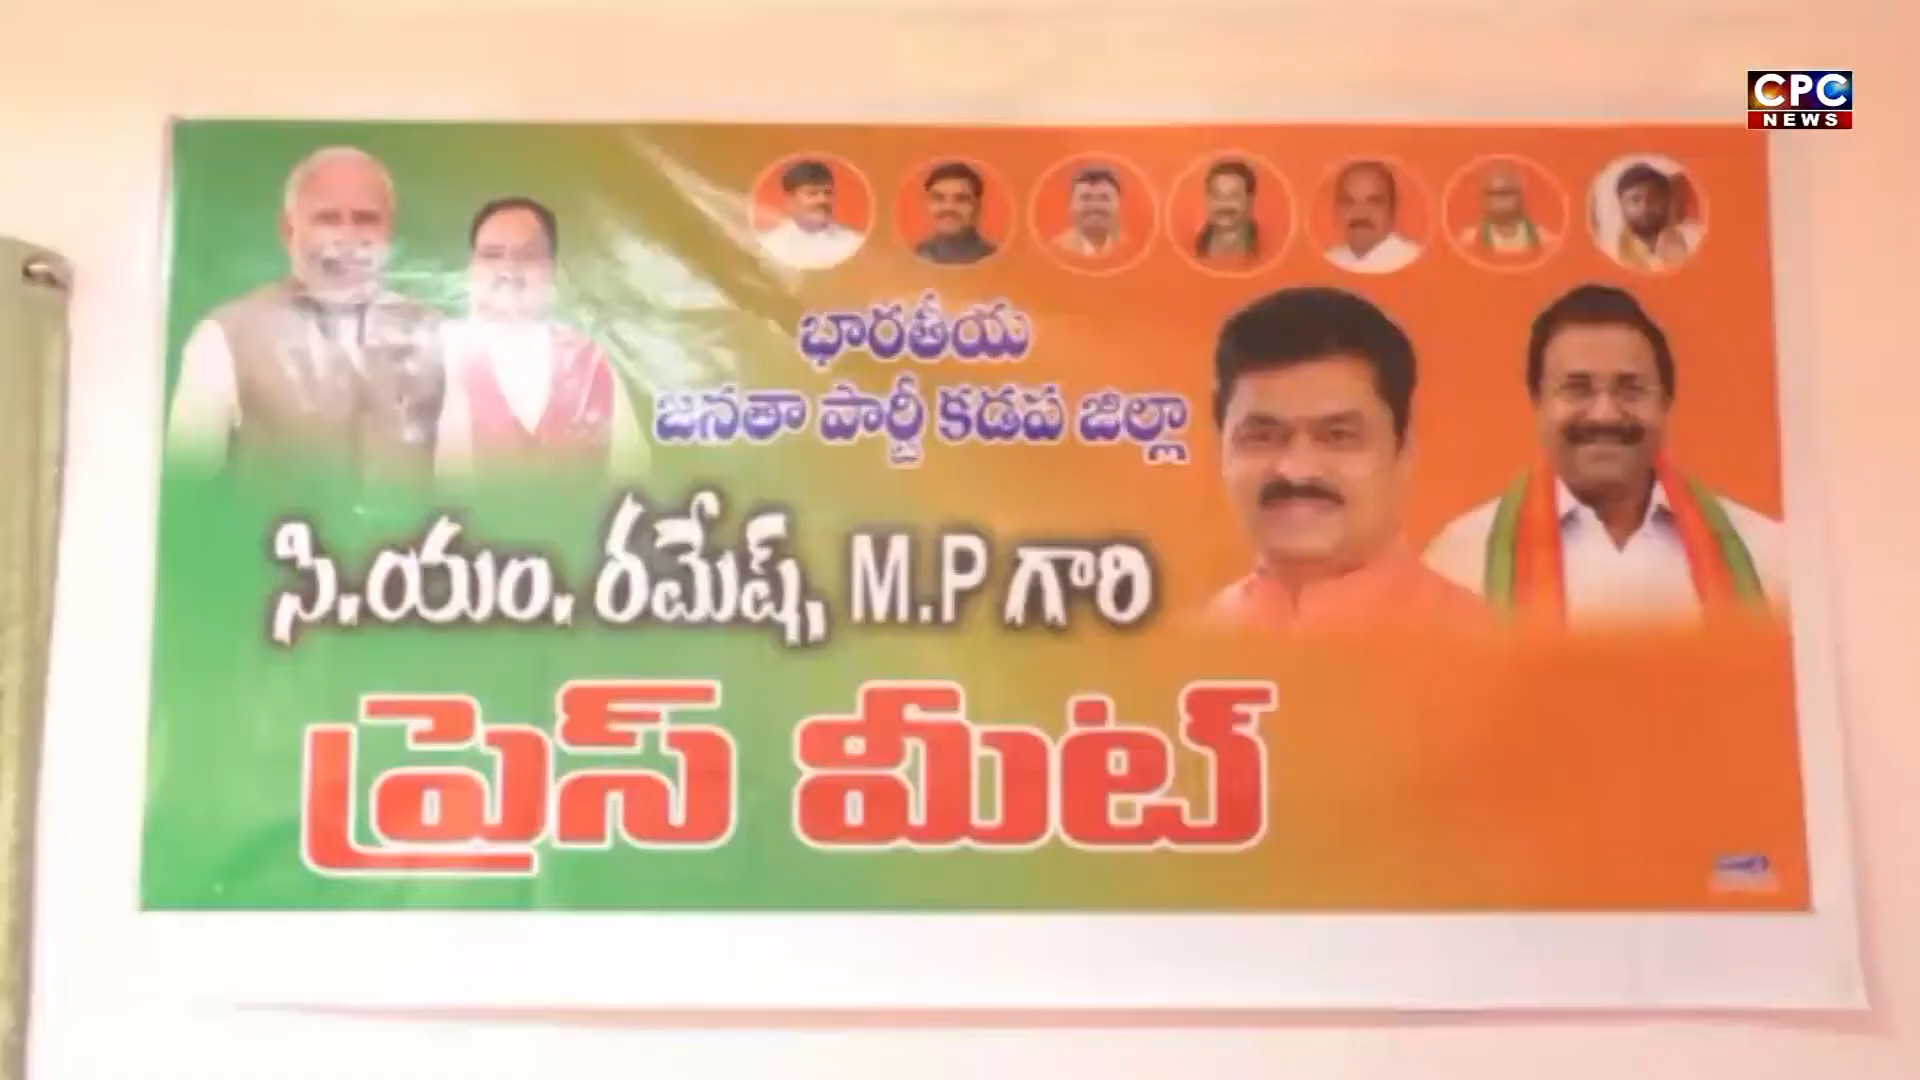 CPC
NEWS
భారతీయ
జనతా పార్టీ కడప జిల్లా
సి.యం. రమేష్, M.P గారి
ప్రెస్ మీట్